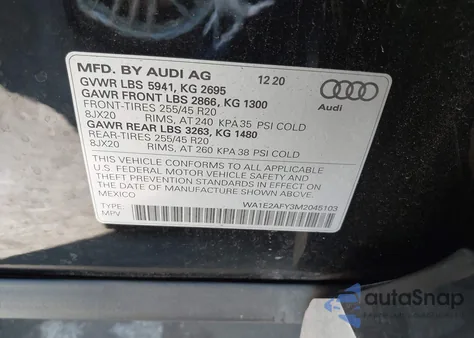 MFD. BY AUDI AG 12 20
GVWR LBS 5941, KG 2695
GAWR FRONT LBS 2866, KG 1300
FRONT-TIRES 255/45 R20
8JX20 RIMS, AT 240 KPA 35 PSI COLD
GAWR REAR LBS 3263, KG 1480
REAR-TIRES 255/45 R20
8JX20 RIMS, AT 260 KPA 38 PSI COLD
Audi
THIS VEHICLE CONFORMS TO ALL APPLICABLE
U.S. FEDERAL MOTOR VEHICLE SAFETY
THEFT PREVENTION STANDARDS IN EFFECT ON
THE DATE OF MANUFACTURE SHOWN ABOVE.
MEXICO
TYPE: WA1E2AFY3M2045103
MPV
autoSnap